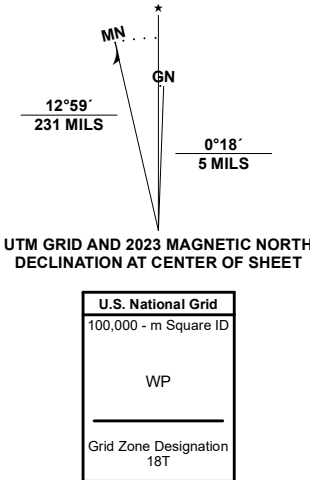 ★
MN
GN
12°59´
231 MILS
0°18´
5 MILS
UTM GRID AND 2023 MAGNETIC NORTH
DECLINATION AT CENTER OF SHEET
U.S. National Grid
100,000 - m Square ID
WP
Grid Zone Designation
18T